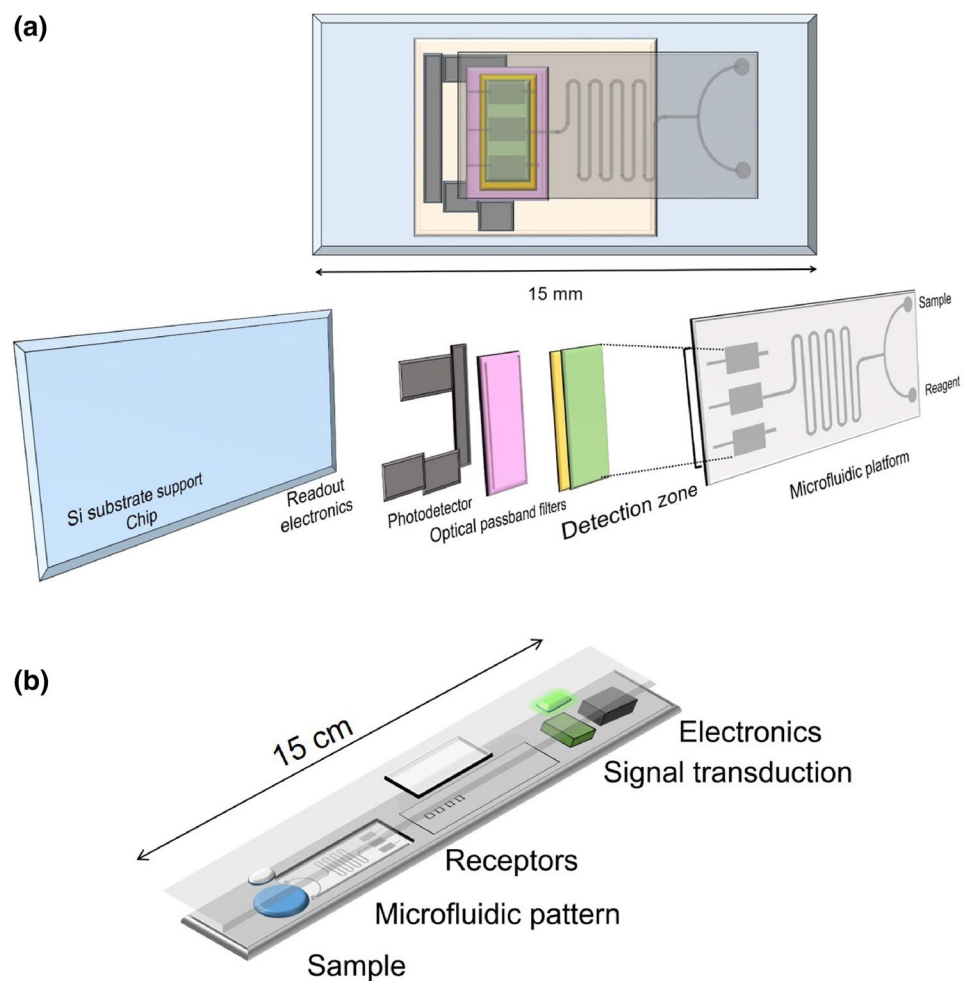 (a)
15 mm
Sample
Reagent
Microfluidic platform
Detection zone
Optical passband filters
Photodetector
Readout
electronics
Si substrate support
Chip
(b)
15 cm
Electronics
Signal transduction
Receptors
Microfluidic pattern
Sample